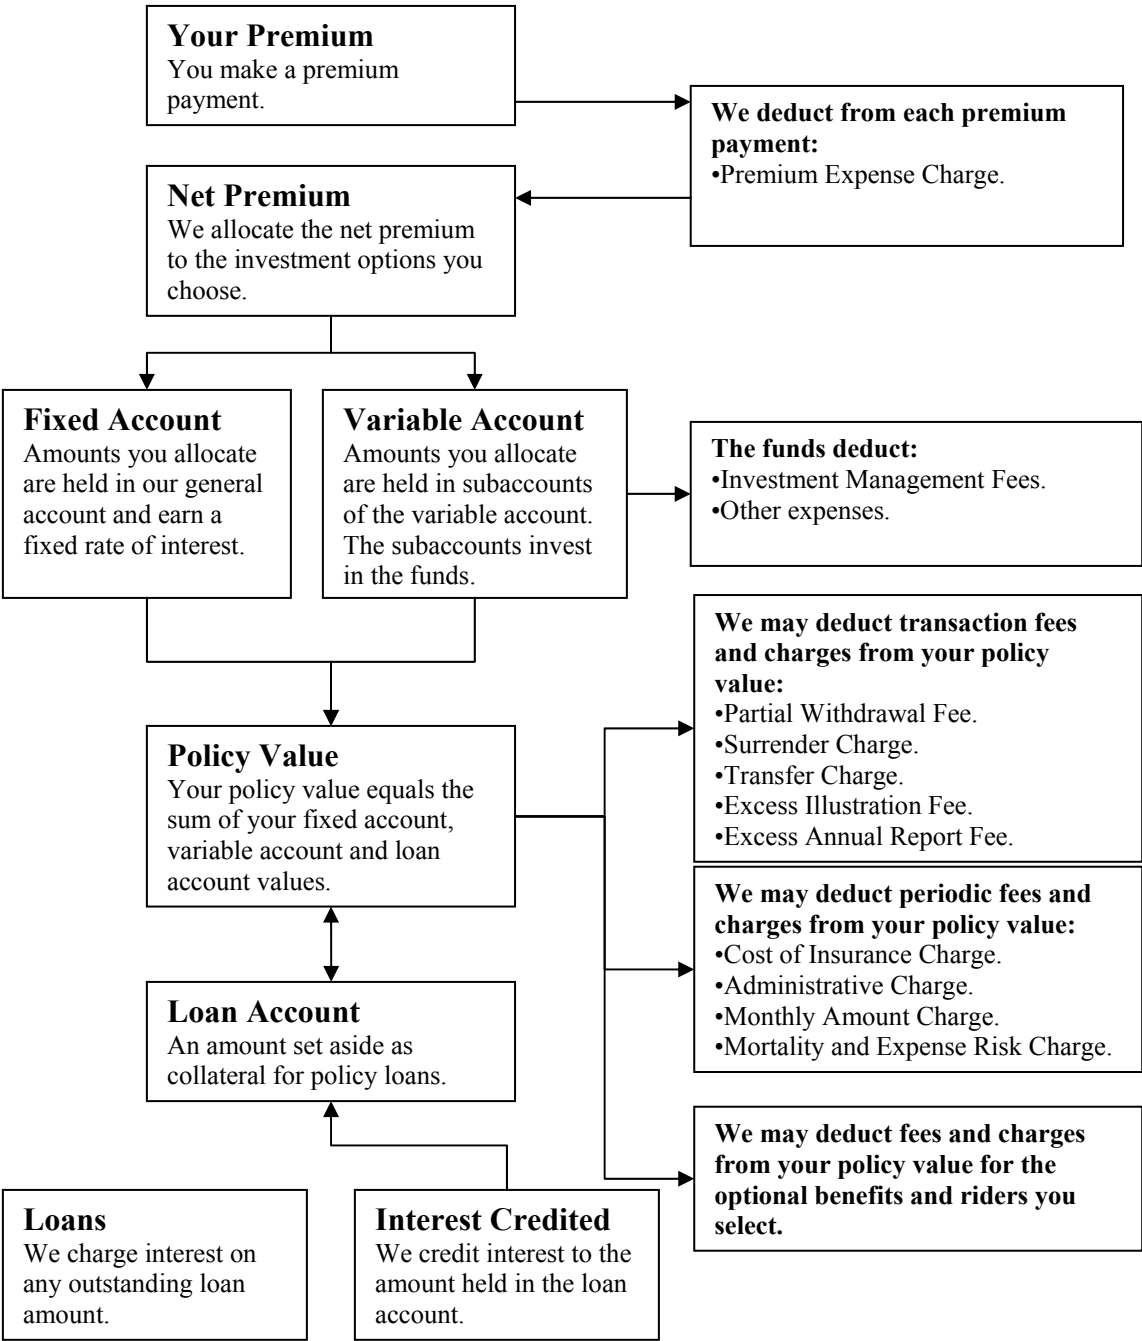 Your Premium
You make a premium
payment.
We deduct from each premium
payment:
•Premium Expense Charge.
Net Premium
We allocate the net premium
to the investment options you
choose.
Fixed Account
Amounts you allocate
are held in our general
account and earn a
fixed rate of interest.
Variable Account
Amounts you allocate
are held in subaccounts
of the variable account.
The subaccounts invest
in the funds.
The funds deduct:
•Investment Management Fees.
•Other expenses.
We may deduct transaction fees
and charges from your policy
value:
•Partial Withdrawal Fee.
•Surrender Charge.
•Transfer Charge.
•Excess Illustration Fee.
•Excess Annual Report Fee.
Policy Value
Your policy value equals the
sum of your fixed account,
variable account and loan
account values.
We may deduct periodic fees and
charges from your policy value:
•Cost of Insurance Charge.
•Administrative Charge.
•Monthly Amount Charge.
•Mortality and Expense Risk Charge.
Loan Account
An amount set aside as
collateral for policy loans.
We may deduct fees and charges
from your policy value for the
optional benefits and riders you
select.
Loans
We charge interest on
any outstanding loan
amount.
Interest Credited
We credit interest to the
amount held in the loan
account.